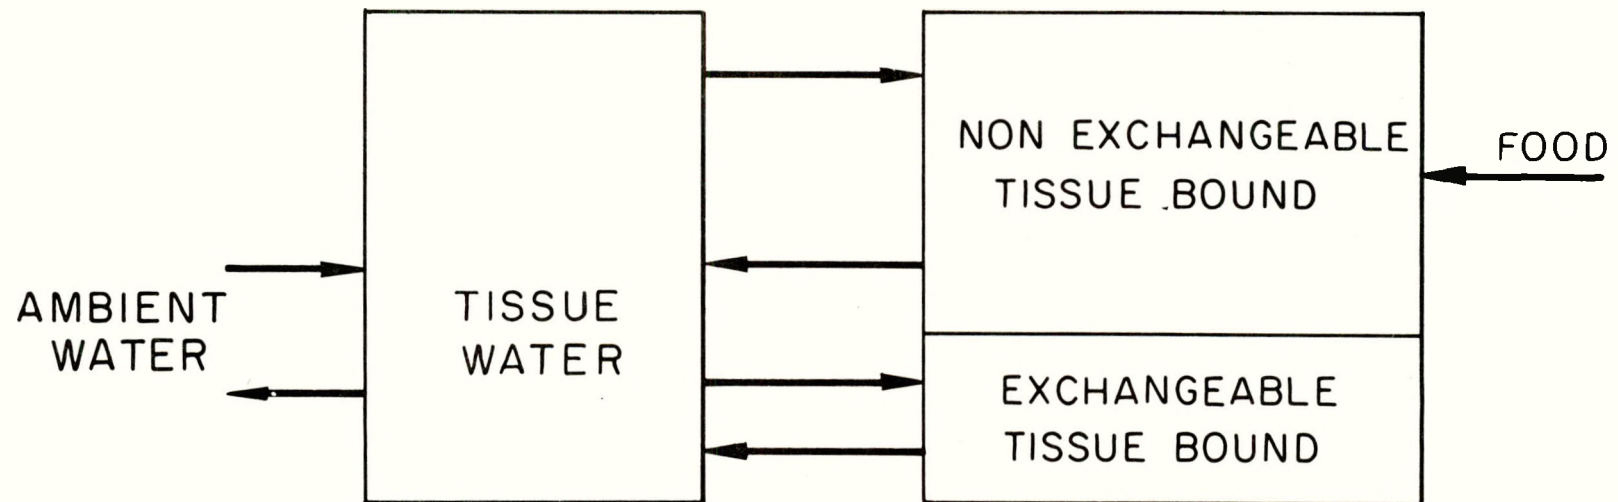 AMBIENT
WATER
TISSUE
WATER
NON EXCHANGEABLE
TISSUE BOUND
EXCHANGEABLE
TISSUE BOUND
FOOD